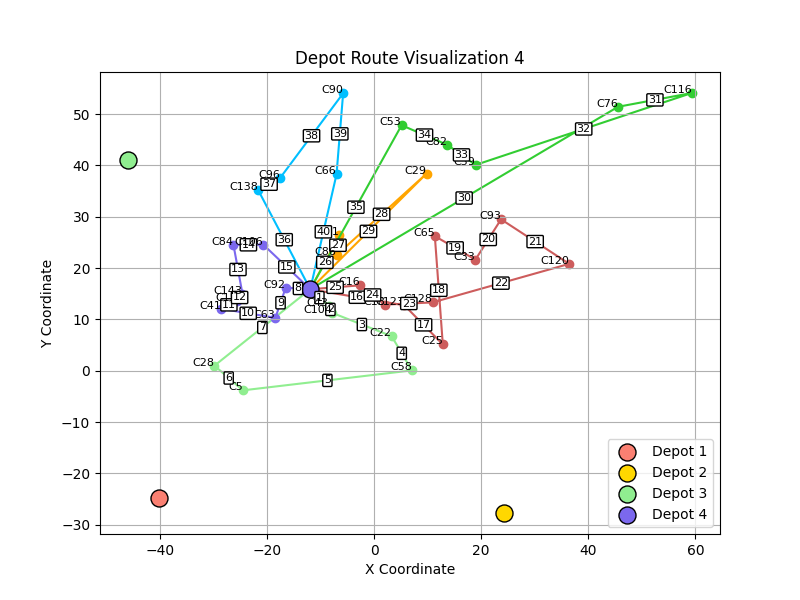 Depot Route Visualization 4
Y Coordinate
50
40
30
20
10
0
−10
−20
−30
−40
−20
0
20
40
60
X Coordinate
C90
38
39
C96
37
C138
C66
40
36
C53
34
C82
33
35
C76
31
C116
32
30
C29
28
29
27
C86
26
C65
19
C33
20
C93
21
C120
22
18
C128
23
17
C25
C16
25
24
16
C84
13
15
C143
12
C41
11
10
C63
9
C92
8
7
2
3
C22
4
C58
5
C5
6
C28
Depot 1
Depot 2
Depot 3
Depot 4